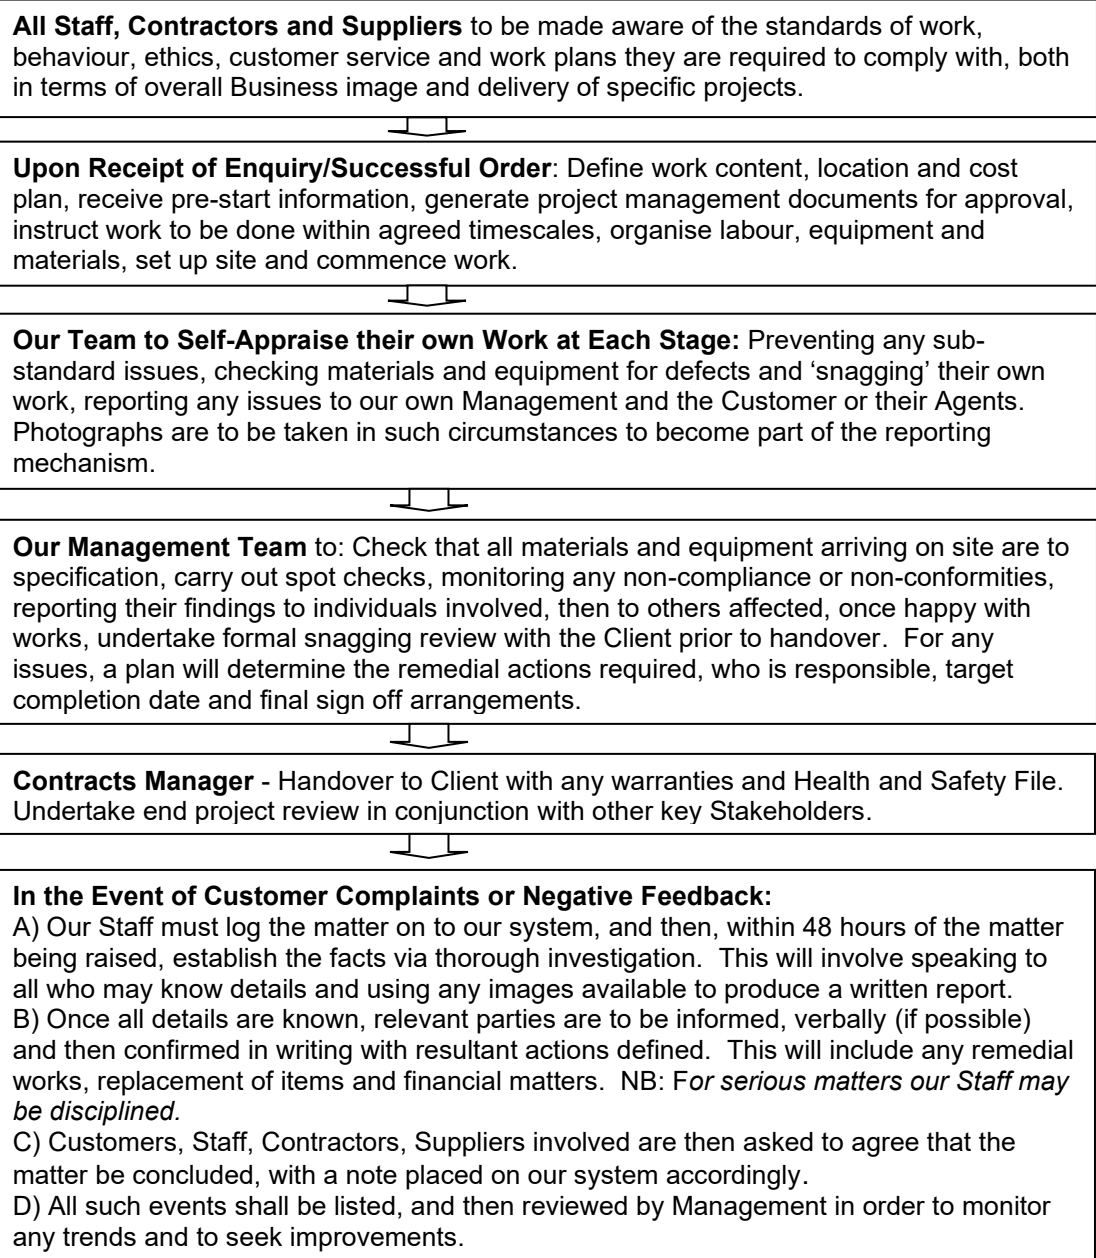 All Staff, Contractors and Suppliers to be made aware of the standards of work,
behaviour, ethics, customer service and work plans they are required to comply with, both
in terms of overall Business image and delivery of specific projects.
Upon Receipt of Enquiry/Successful Order: Define work content, location and cost
plan, receive pre-start information, generate project management documents for approval,
instruct work to be done within agreed timescales, organise labour, equipment and
materials, set up site and commence work.
Our Team to Self-Appraise their own Work at Each Stage: Preventing any sub-
standard issues, checking materials and equipment for defects and ‘snagging’ their own
work, reporting any issues to our own Management and the Customer or their Agents.
Photographs are to be taken in such circumstances to become part of the reporting
mechanism.
Our Management Team to: Check that all materials and equipment arriving on site are to
specification, carry out spot checks, monitoring any non-compliance or non-conformities,
reporting their findings to individuals involved, then to others affected, once happy with
works, undertake formal snagging review with the Client prior to handover.  For any
issues, a plan will determine the remedial actions required, who is responsible, target
completion date and final sign off arrangements.
Contracts Manager - Handover to Client with any warranties and Health and Safety File.
Undertake end project review in conjunction with other key Stakeholders.
In the Event of Customer Complaints or Negative Feedback:
A) Our Staff must log the matter on to our system, and then, within 48 hours of the matter
being raised, establish the facts via thorough investigation.  This will involve speaking to
all who may know details and using any images available to produce a written report.
B) Once all details are known, relevant parties are to be informed, verbally (if possible)
and then confirmed in writing with resultant actions defined.  This will include any remedial
works, replacement of items and financial matters.  NB: For serious matters our Staff may
be disciplined.
C) Customers, Staff, Contractors, Suppliers involved are then asked to agree that the
matter be concluded, with a note placed on our system accordingly.
D) All such events shall be listed, and then reviewed by Management in order to monitor
any trends and to seek improvements.